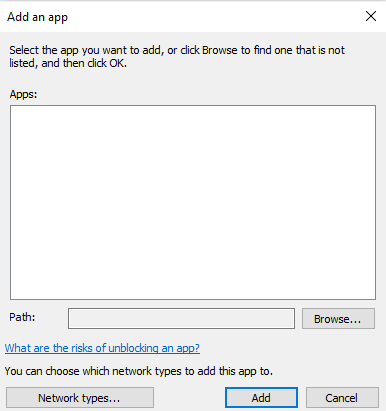 Add an app
Select the app you want to add, or click Browse to find one that is not
listed, and then click OK.
Apps:
Path:
Browse...
What are the risks of unblocking an app?
You can choose which network types to add this app to.
Network types...
Add
Cancel